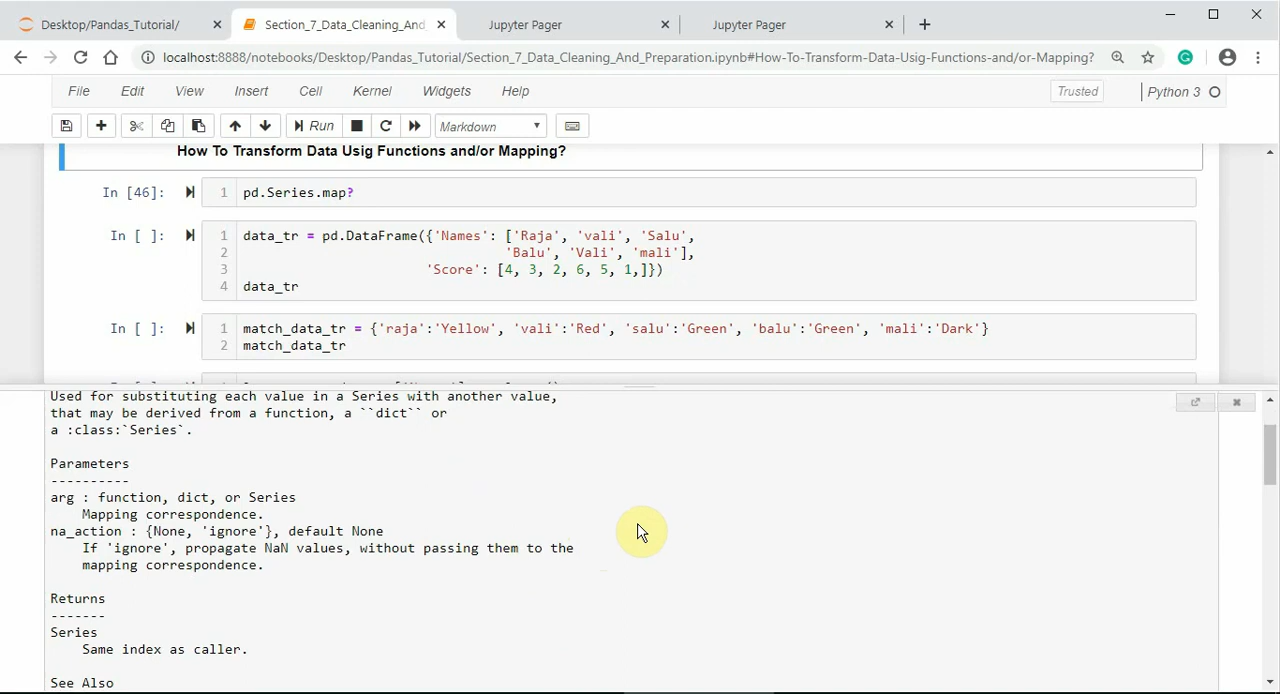 Desktop/Pandas_Tutorial/
Section_7_Data_Cleaning_And_
Jupyter Pager
Jupyter Pager
localhost:8888/notebooks/Desktop/Pandas_Tutorial/Section_7_Data_Cleaning_And_Preparation.ipynb#How-To-Transform-Data-Usig-Functions-and/or-Mapping?
File Edit View Insert Cell Kernel Widgets Help
Trusted
Python 3
Run
Markdown
How To Transform Data Usig Functions and/or Mapping?
In [46]:
1 pd.Series.map?
In [ ]:
1 data_tr = pd.DataFrame({'Names': ['Raja', 'vali', 'Salu',
2 'Balu', 'Vali', 'mali'],
3 'Score': [4, 3, 2, 6, 5, 1,]})
4 data_tr
In [ ]:
1 match_data_tr = {'raja':'Yellow', 'vali':'Red', 'salu':'Green', 'balu':'Green', 'mali':'Dark'}
2 match_data_tr
Used for substituting each value in a Series with another value,
that may be derived from a function, a ``dict`` or
a :class:`Series`.
Parameters
----------
arg : function, dict, or Series
Mapping correspondence.
na_action : {None, 'ignore'}, default None
If 'ignore', propagate NaN values, without passing them to the
mapping correspondence.
Returns
-------
Series
Same index as caller.
See Also